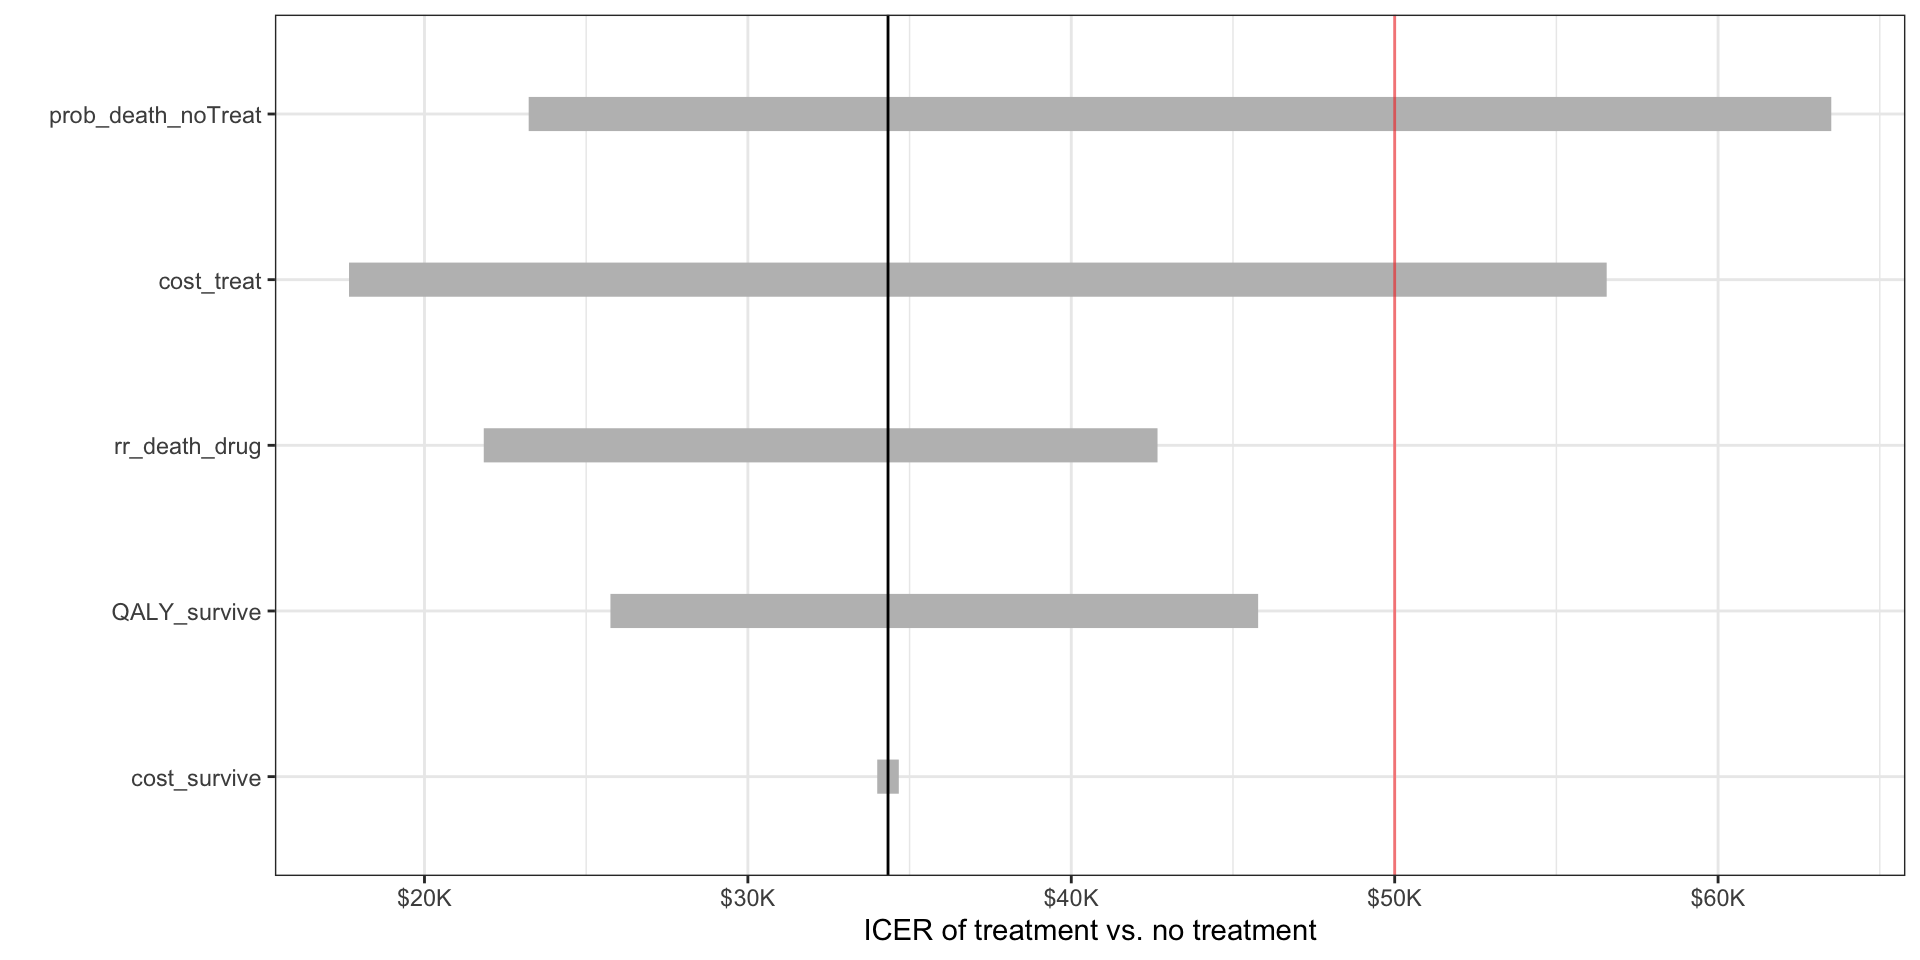 prob_death_noTreat
cost_treat
rr_death_drug
QALY_survive
cost_survive
$20K $30K $40K $50K $60K
ICER of treatment vs. no treatment